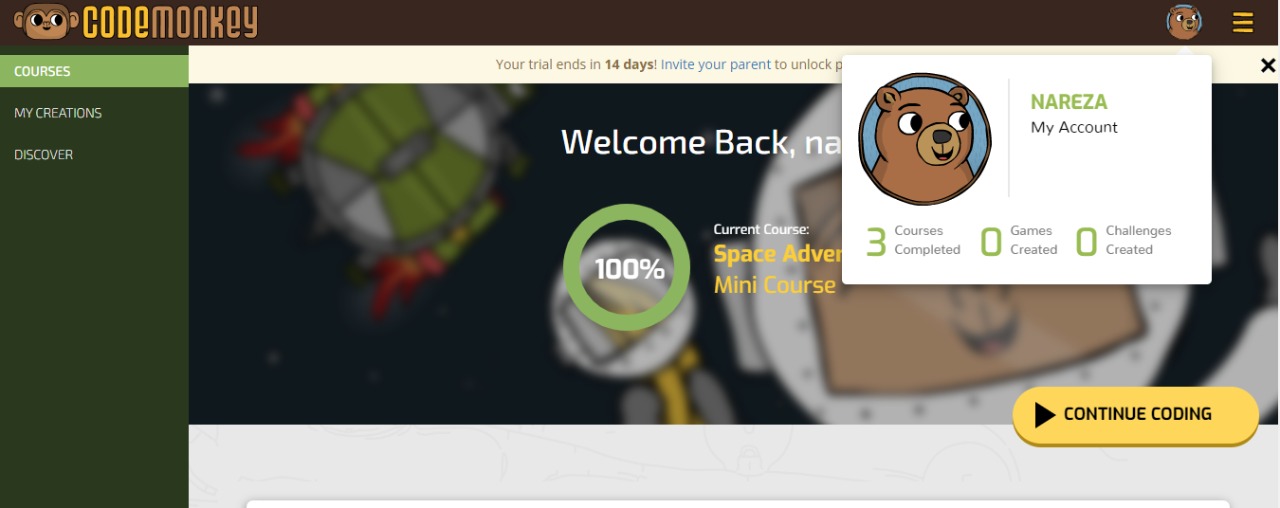 CODEMONKEY
COURSES
MY CREATIONS
DISCOVER
Your trial ends in 14 days! Invite your parent to unlock
Welcome Back, na
100%
Current Course:
Space Adver
Mini Course
NAREZA
My Account
3 Courses Completed
0 Games Created
0 Challenges Created
CONTINUE CODING